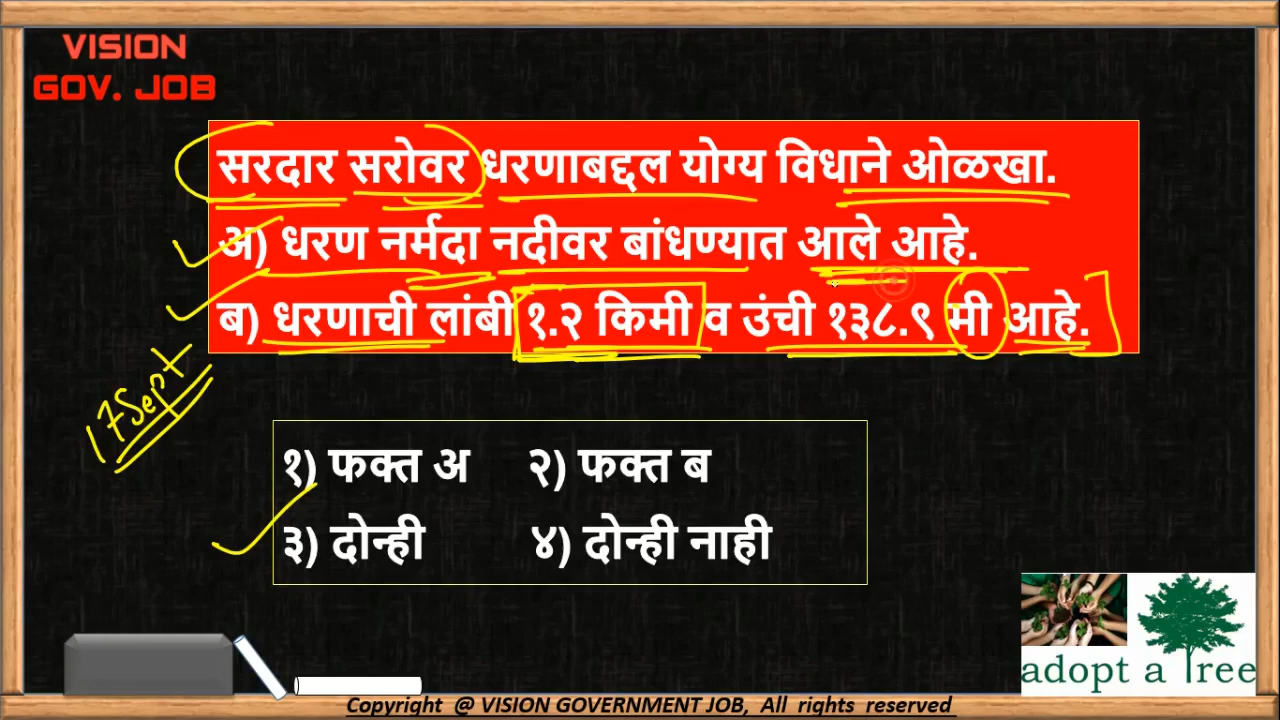 VISION
GOV. JOB
सरदार सरोवर धरणाबद्दल योग्य विधाने ओळखा.
अ) धरण नर्मदा नदीवर बांधण्यात आले आहे.
ब) धरणाची लांबी १.२ किमी व उंची १३८.९ मी आहे.
17 Sept
१) फक्त अ २) फक्त ब
३) दोन्ही ४) दोन्ही नाही
adopt a Tree
Copyright @ VISION GOVERNMENT JOB, All rights reserved